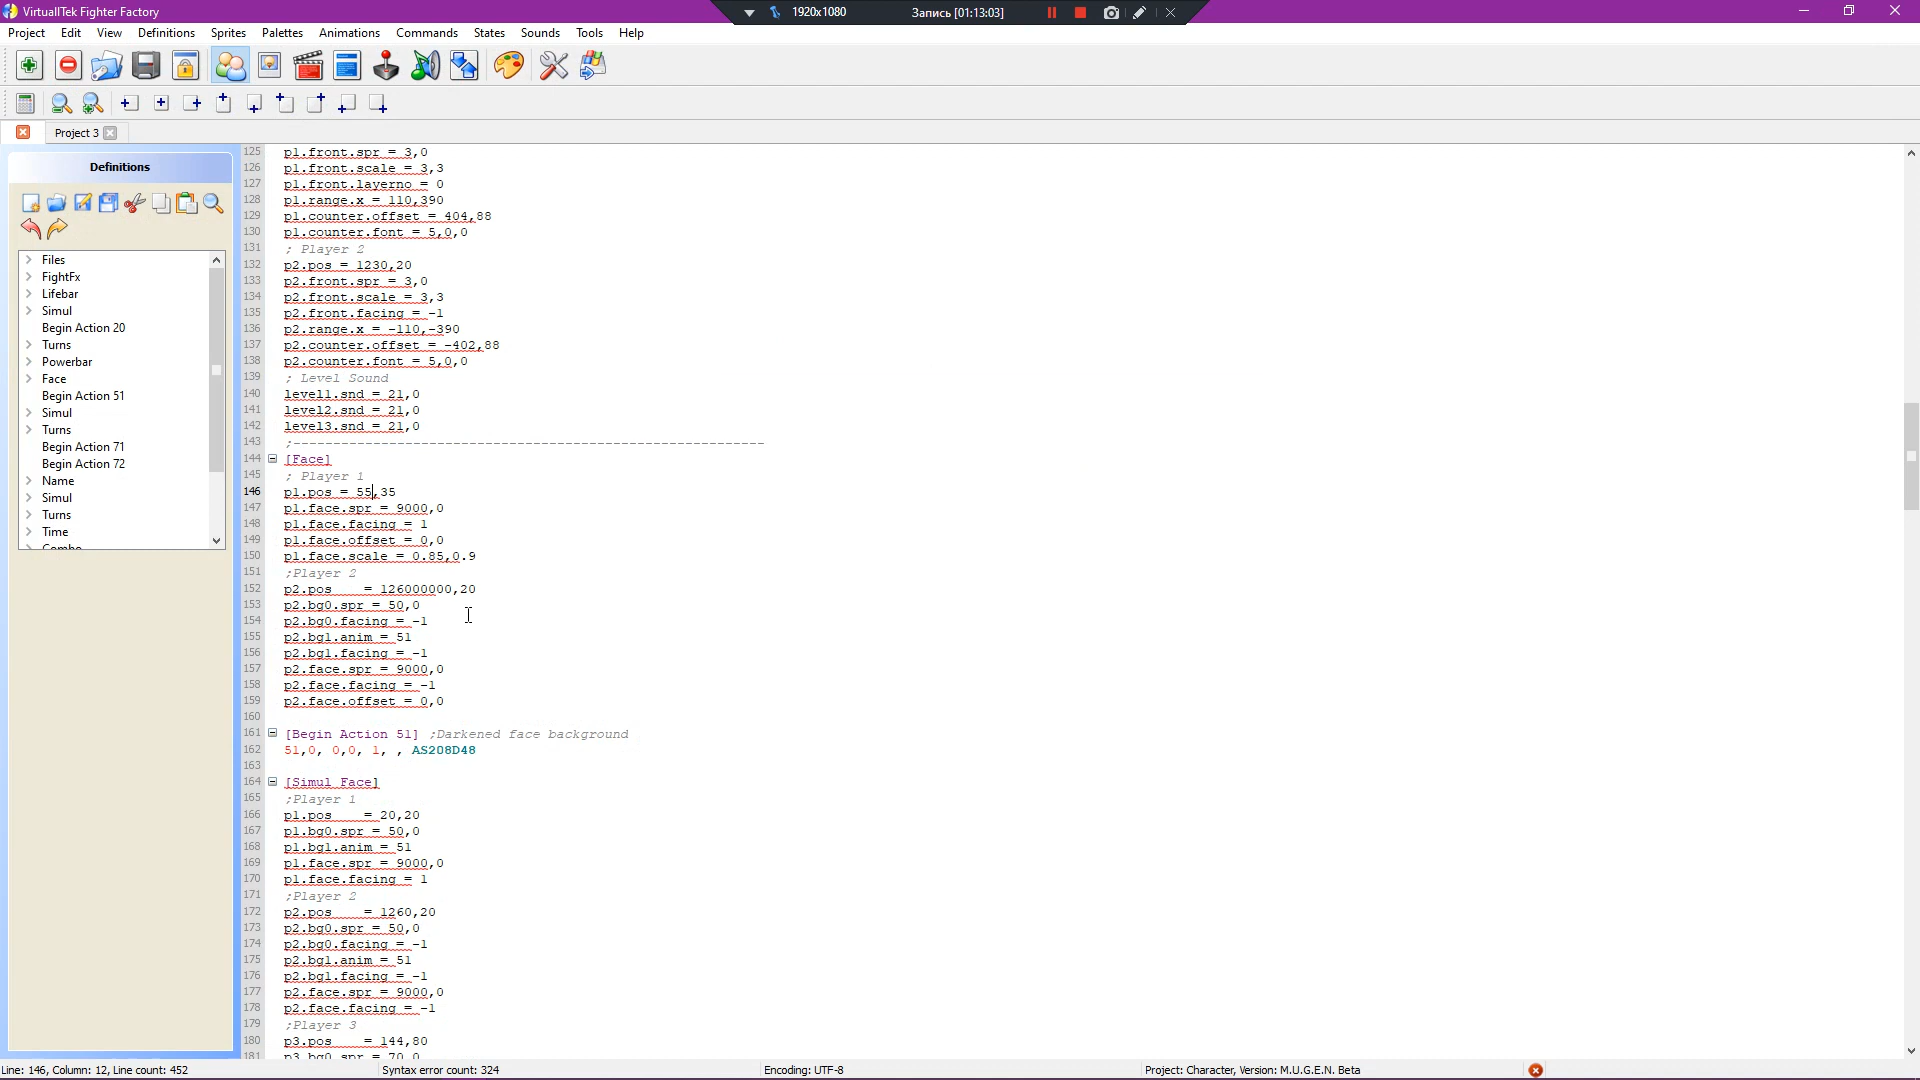 VirtuallTek Fighter Factory
1920x1080
Запись [01:13:03]
Project Edit View Definitions Sprites Palettes Animations Commands States Sounds Tools Help
Project 3
Definitions
Files
FightFx
Lifebar
Simul
Begin Action 20
Turns
Powerbar
Face
Begin Action 51
Simul
Turns
Begin Action 71
Begin Action 72
Name
Simul
Turns
Time
Combo
125 p1.front.spr = 3,0
126 p1.front.scale = 3,3
127 p1.front.layerno = 0
128 p1.range.x = 110,390
129 p1.counter.offset = 404,88
130 p1.counter.font = 5,0,0
131 ; Player 2
132 p2.pos = 1230,20
133 p2.front.spr = 3,0
134 p2.front.scale = 3,3
135 p2.front.facing = -1
136 p2.range.x = -110,-390
137 p2.counter.offset = -402,88
138 p2.counter.font = 5,0,0
139 ; Level Sound
140 level1.snd = 21,0
141 level2.snd = 21,0
142 level3.snd = 21,0
143 ;-----------------------------------------------------------
144 [Face]
145 ; Player 1
146 p1.pos = 55,35
147 p1.face.spr = 9000,0
148 p1.face.facing = 1
149 p1.face.offset = 0,0
150 p1.face.scale = 0.85,0.9
151 ;Player 2
152 p2.pos    = 126000000,20
153 p2.bg0.spr = 50,0
154 p2.bg0.facing = -1
155 p2.bg1.anim = 51
156 p2.bg1.facing = -1
157 p2.face.spr = 9000,0
158 p2.face.facing = -1
159 p2.face.offset = 0,0
160
161 [Begin Action 51] ;Darkened face background
162 51,0, 0,0, 1, , AS208D48
163
164 [Simul Face]
165 ;Player 1
166 p1.pos    = 20,20
167 p1.bg0.spr = 50,0
168 p1.bg1.anim = 51
169 p1.face.spr = 9000,0
170 p1.face.facing = 1
171 ;Player 2
172 p2.pos    = 1260,20
173 p2.bg0.spr = 50,0
174 p2.bg0.facing = -1
175 p2.bg1.anim = 51
176 p2.bg1.facing = -1
177 p2.face.spr = 9000,0
178 p2.face.facing = -1
179 ;Player 3
180 p3.pos    = 144,80
181 p3.bg0.spr = 70,0
Line: 146, Column: 12, Line count: 452
Syntax error count: 324
Encoding: UTF-8
Project: Character, Version: M.U.G.E.N. Beta